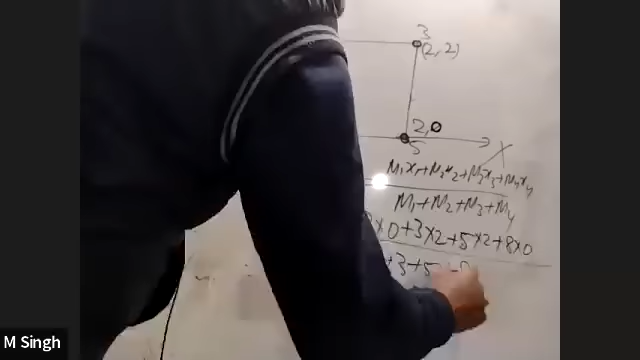 3
(2,2)
2,0
5
X
M₁x₁+M₂x₂+M₃x₃+M₄x₄
M₁+M₂+M₃+M₄
×0+3×2+5×2+8×0
+3+5+
M Singh